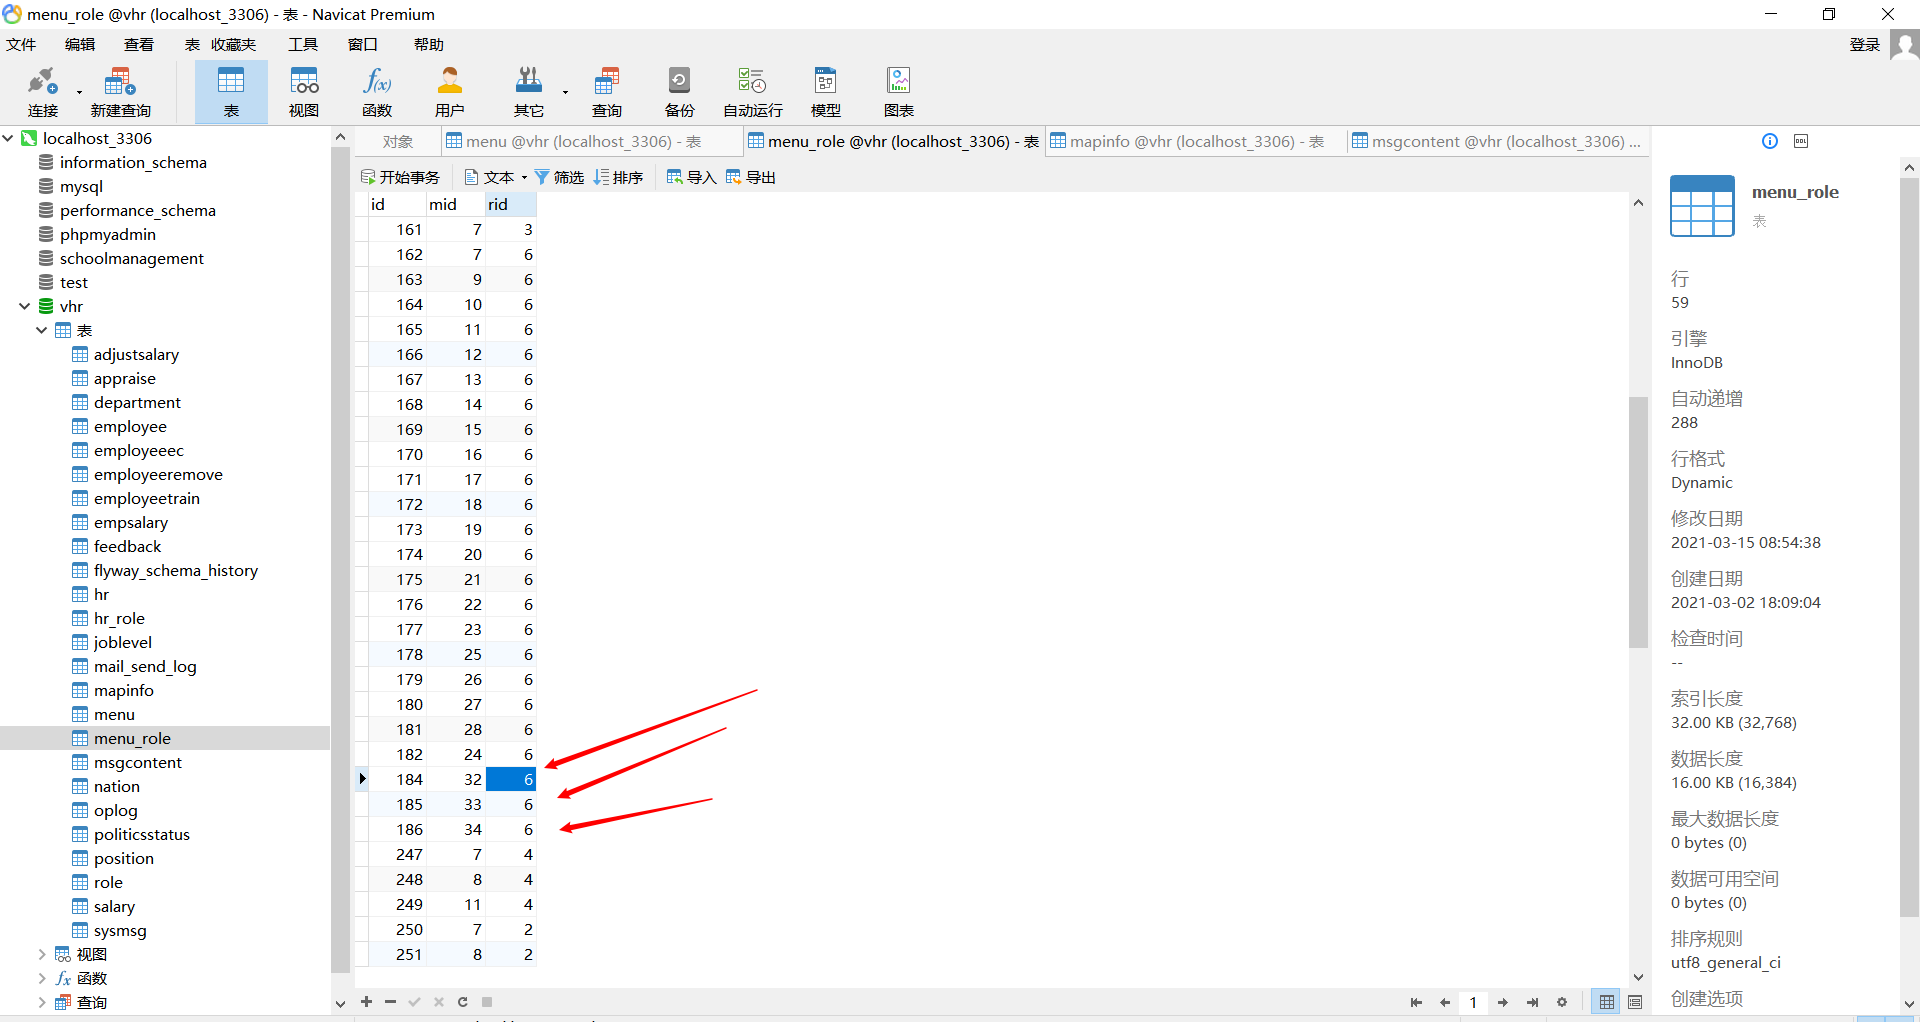 menu_role @vhr (localhost_3306) - 表 - Navicat Premium
文件 编辑 查看 表 收藏夹 工具 窗口 帮助 登录
连接 新建查询 表 视图 函数 用户 其它 查询 备份 自动运行 模型 图表
localhost_3306
information_schema
mysql
performance_schema
phpmyadmin
schoolmanagement
test
vhr
表
adjustsalary
appraise
department
employee
employeeec
employeeremove
employeetrain
empsalary
feedback
flyway_schema_history
hr
hr_role
joblevel
mail_send_log
mapinfo
menu
menu_role
msgcontent
nation
oplog
politicsstatus
position
role
salary
sysmsg
视图
函数
查询
对象 menu @vhr (localhost_3306) - 表 menu_role @vhr (localhost_3306) - 表 mapinfo @vhr (localhost_3306) - 表 msgcontent @vhr (localhost_3306) ...
开始事务 文本 筛选 排序 导入 导出
id mid rid
161 7 3
162 7 6
163 9 6
164 10 6
165 11 6
166 12 6
167 13 6
168 14 6
169 15 6
170 16 6
171 17 6
172 18 6
173 19 6
174 20 6
175 21 6
176 22 6
177 23 6
178 25 6
179 26 6
180 27 6
181 28 6
182 24 6
184 32 6
185 33 6
186 34 6
247 7 4
248 8 4
249 11 4
250 7 2
251 8 2
1
menu_role
表
行
59
引擎
InnoDB
自动递增
288
行格式
Dynamic
修改日期
2021-03-15 08:54:38
创建日期
2021-03-02 18:09:04
检查时间
--
索引长度
32.00 KB (32,768)
数据长度
16.00 KB (16,384)
最大数据长度
0 bytes (0)
数据可用空间
0 bytes (0)
排序规则
utf8_general_ci
创建选项